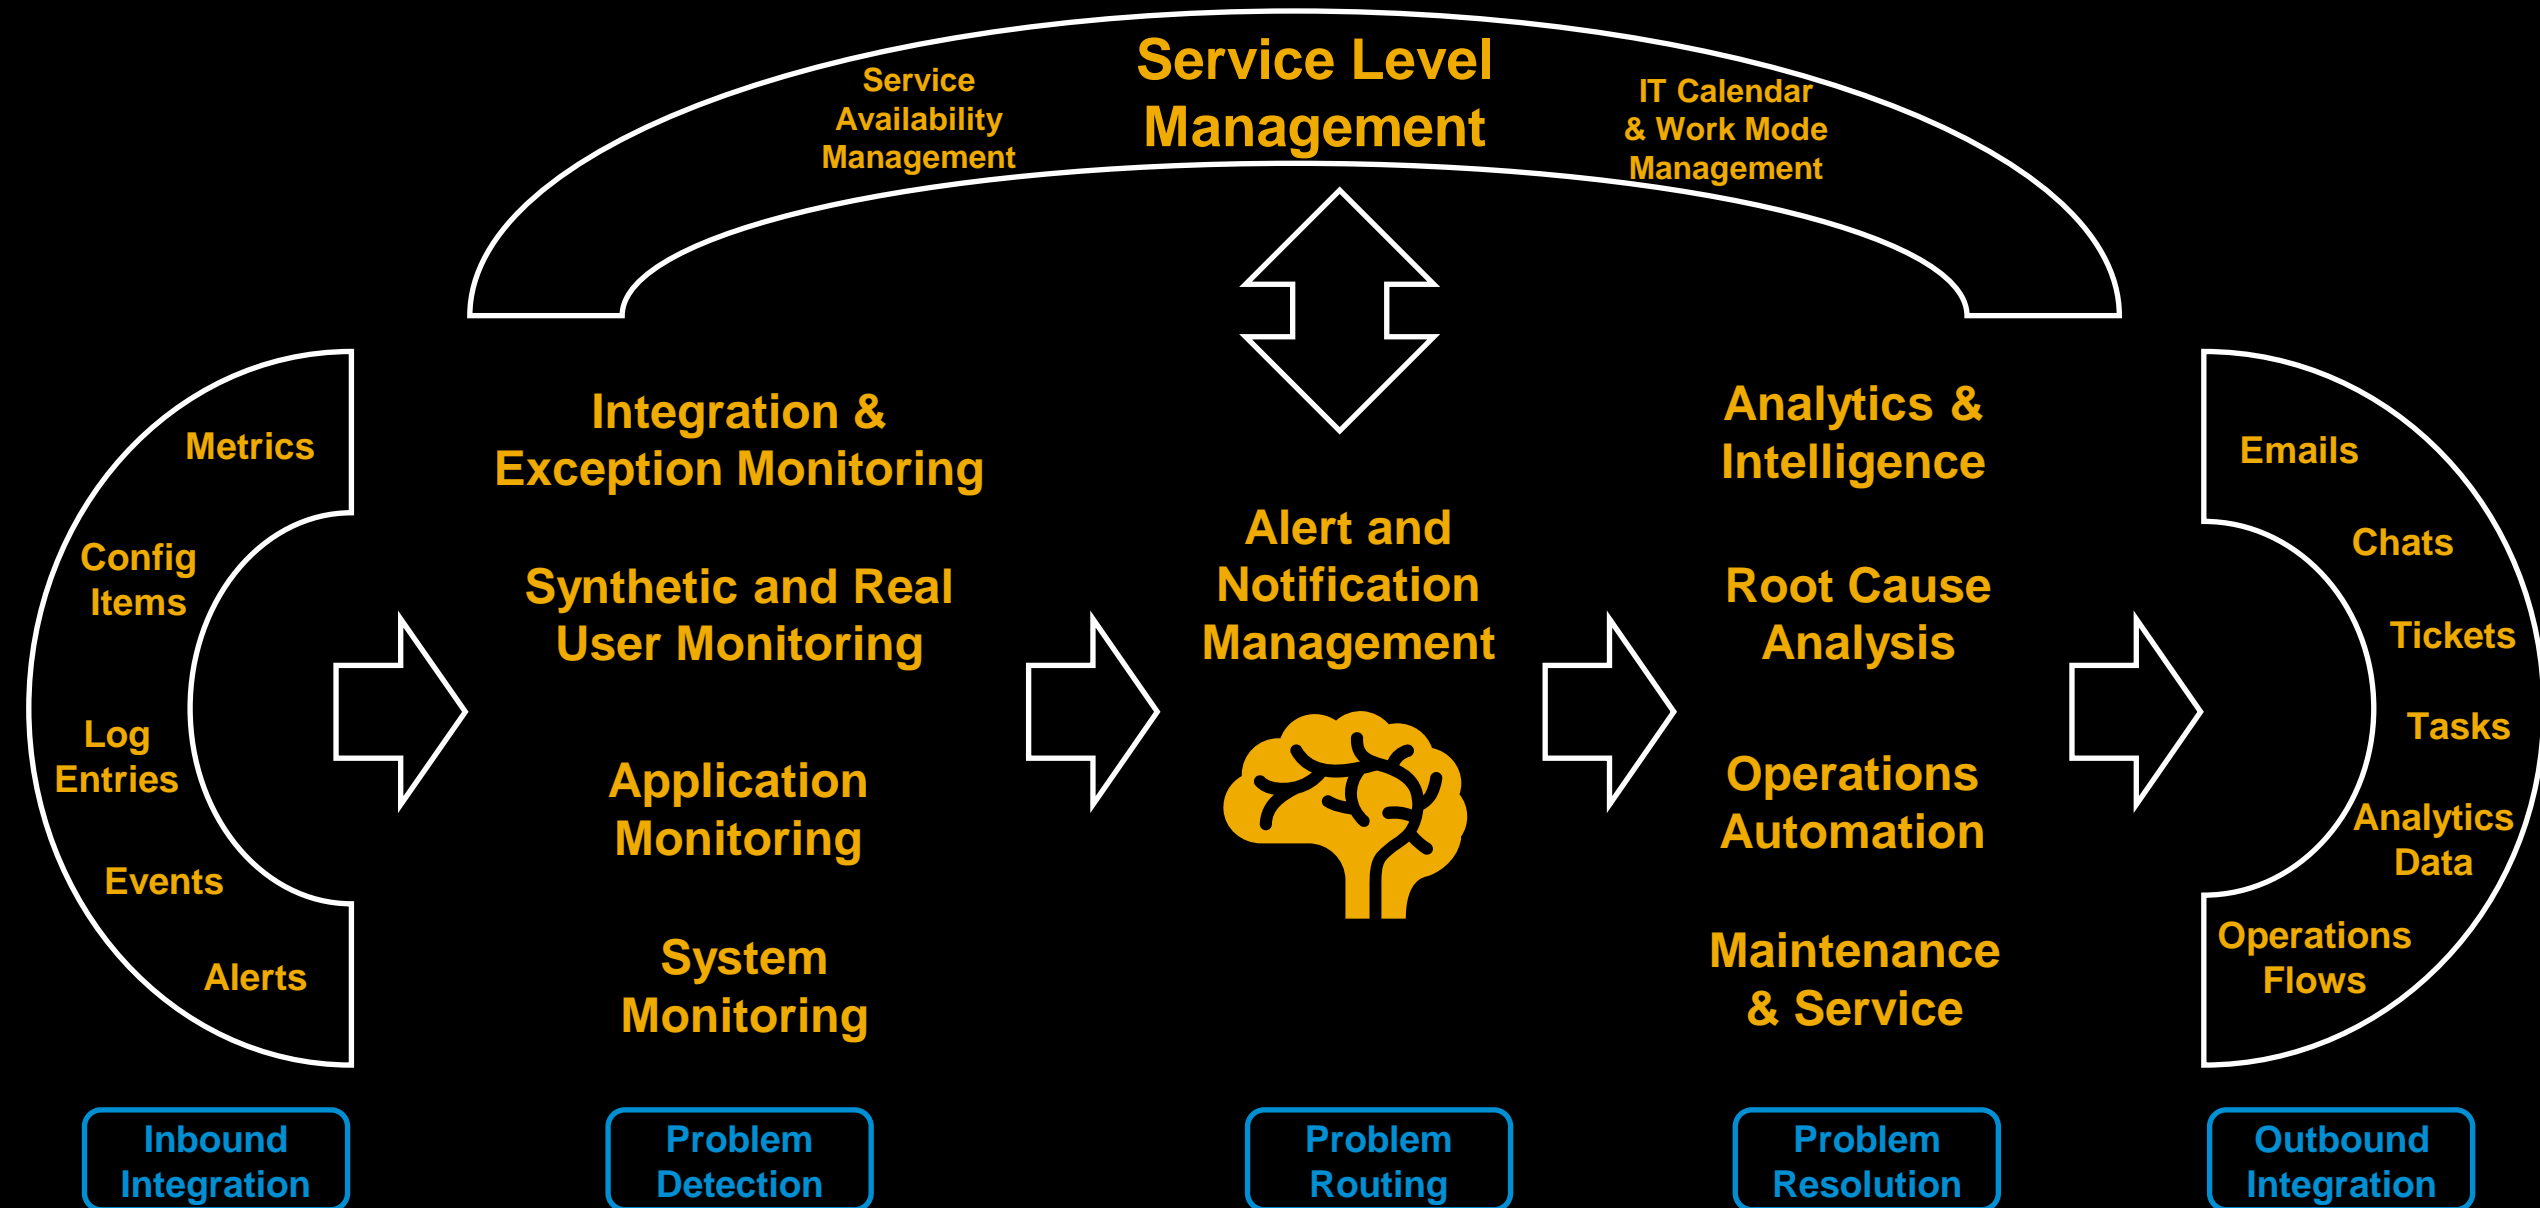 Service Level
Management
Service
Availability
Management
IT Calendar
& Work Mode
Management
Metrics
Config
Items
Log
Entries
Events
Alerts
Integration &
Exception Monitoring
Synthetic and Real
User Monitoring
Application
Monitoring
System
Monitoring
Alert and
Notification
Management
Analytics &
Intelligence
Root Cause
Analysis
Operations
Automation
Maintenance
& Service
Emails
Chats
Tickets
Tasks
Analytics
Data
Operations
Flows
Inbound
Integration
Problem
Detection
Problem
Routing
Problem
Resolution
Outbound
Integration